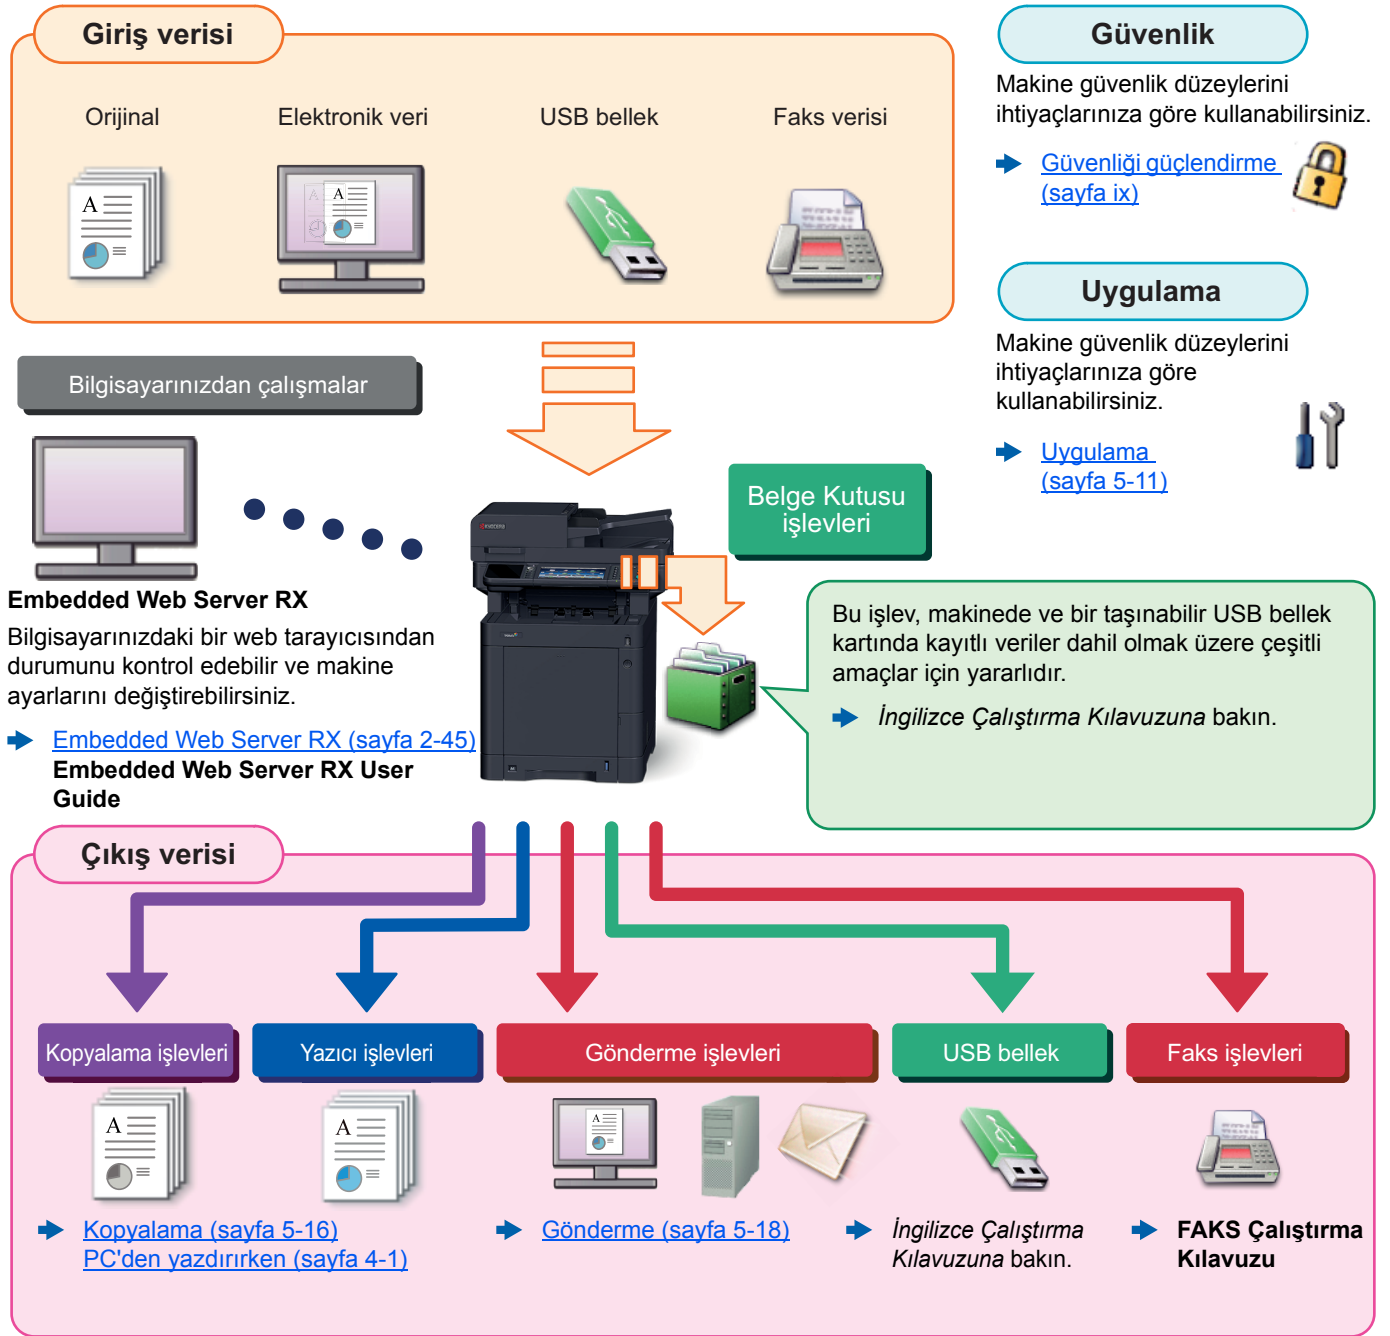 Giriş verisi
Orijinal
Elektronik veri
USB bellek
Faks verisi
Güvenlik
Makine güvenlik düzeylerini
ihtiyaçlarınıza göre kullanabilirsiniz.
Güvenliği güçlendirme
(sayfa ix)
Uygulama
Makine güvenlik düzeylerini
ihtiyaçlarınıza göre
kullanabilirsiniz.
Uygulama
(sayfa 5-11)
Bilgisayarınızdan çalışmalar
Embedded Web Server RX
Bilgisayarınızdaki bir web tarayıcısından
durumunu kontrol edebilir ve makine
ayarlarını değiştirebilirsiniz.
Embedded Web Server RX (sayfa 2-45)
Embedded Web Server RX User
Guide
KYOCERA
Belge Kutusu
işlevleri
Bu işlev, makinede ve bir taşınabilir USB bellek
kartında kayıtlı veriler dahil olmak üzere çeşitli
amaçlar için yararlıdır.
İngilizce Çalıştırma Kılavuzuna bakın.
Çıkış verisi
Kopyalama işlevleri
Yazıcı işlevleri
Gönderme işlevleri
USB bellek
Faks işlevleri
Kopyalama (sayfa 5-16)
PC'den yazdırırken (sayfa 4-1)
Gönderme (sayfa 5-18)
İngilizce Çalıştırma
Kılavuzuna bakın.
FAKS Çalıştırma
Kılavuzu